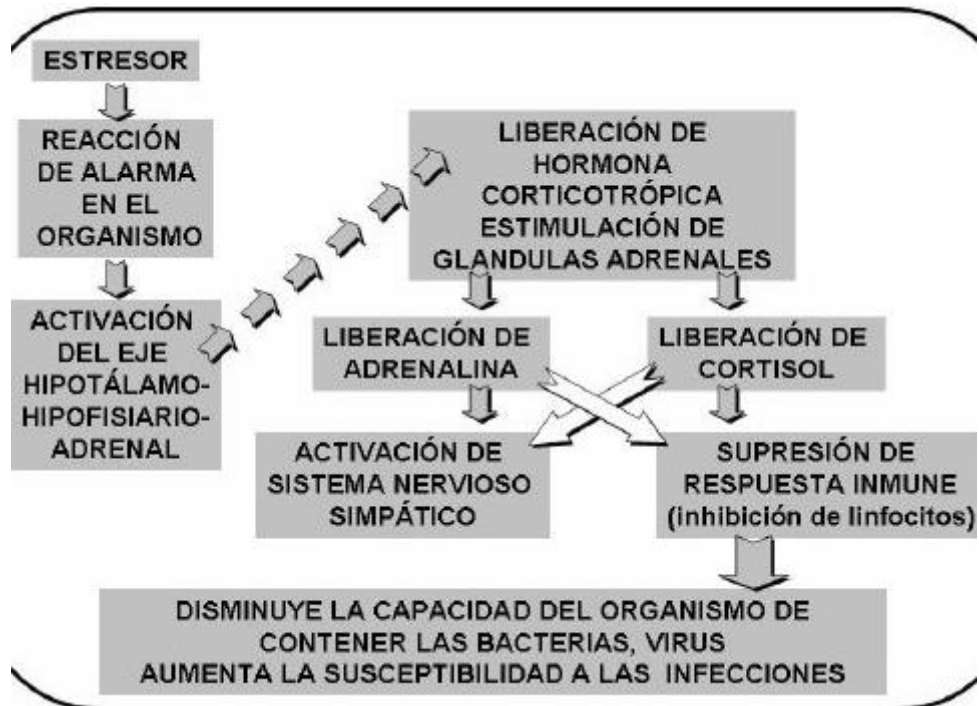 ESTRESOR
REACCIÓN
DE ALARMA
EN EL
ORGANISMO
ACTIVACIÓN
DEL EJE
HIPOTÁLAMO-
HIPOFISIARIO-
ADRENAL
LIBERACIÓN DE
HORMONA
CORTICOTRÓPICA
ESTIMULACIÓN DE
GLANDULAS ADRENALES
LIBERACIÓN DE
ADRENALINA
LIBERACIÓN DE
CORTISOL
ACTIVACIÓN DE
SISTEMA NERVIOSO
SIMPÁTICO
SUPRESIÓN DE
RESPUESTA INMUNE
(inhibición de linfocitos)
DISMINUYE LA CAPACIDAD DEL ORGANISMO DE
CONTENER LAS BACTERIAS, VIRUS
AUMENTA LA SUSCEPTIBILIDAD A LAS INFECCIONES